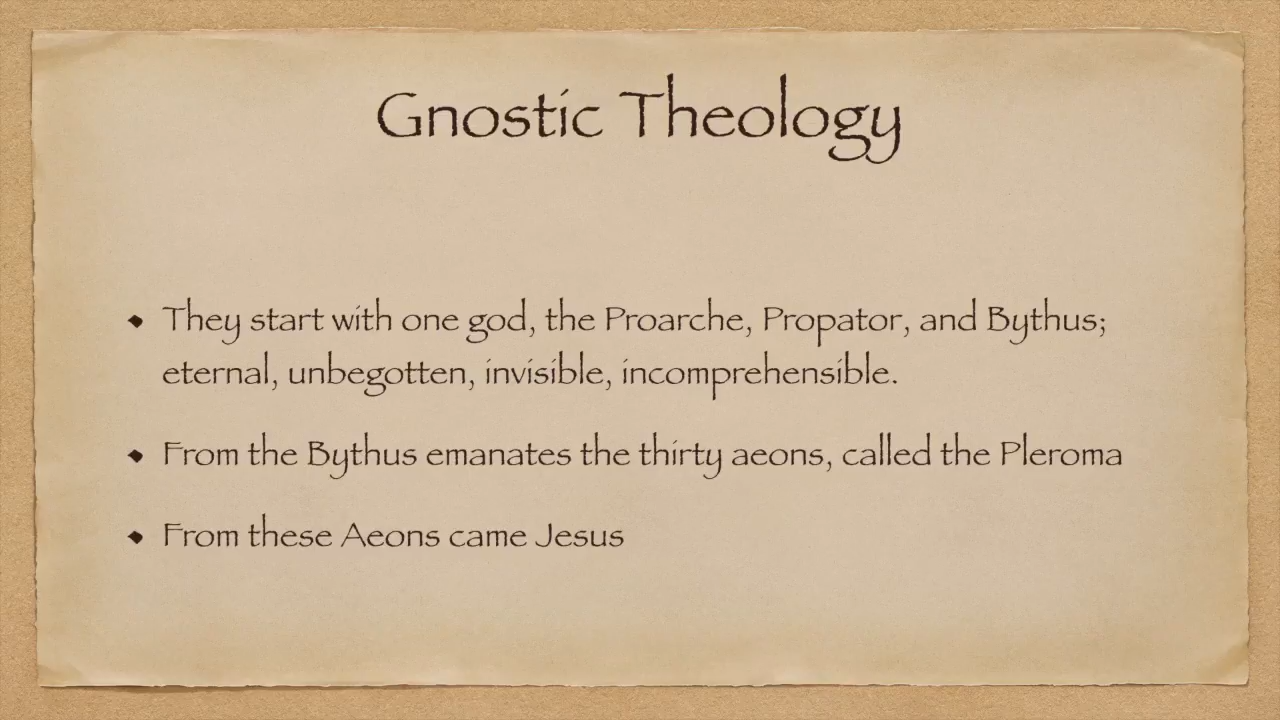 Gnostic Theology
• They start with one god, the Proarche, Propator, and Bythus;
eternal, unbegotten, invisible, incomprehensible.
• From the Bythus emanates the thirty aeons, called the Pleroma
• From these Aeons came Jesus